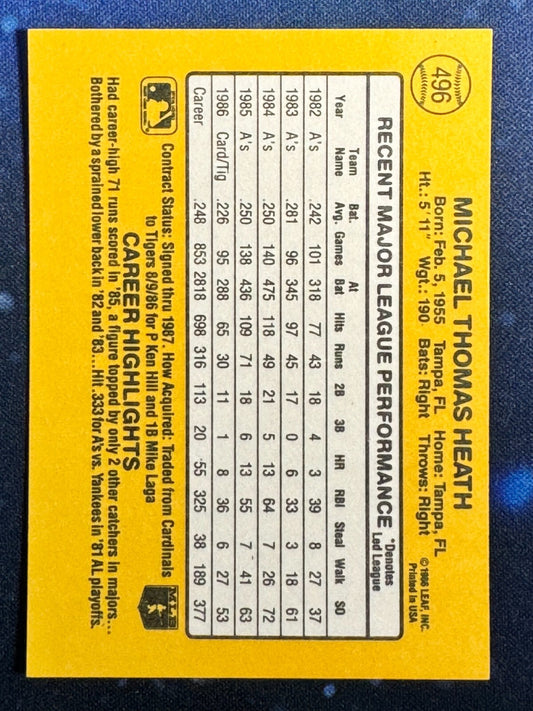 496
MICHAEL THOMAS HEATH
Born: Feb. 5, 1955 Tampa, FL Home: Tampa, FL
Ht.: 5'11" Wgt.: 190 Bats: Right Throws: Right
©1986 LEAF, INC.
Printed in USA
RECENT MAJOR LEAGUE PERFORMANCE
*Denotes
Led League
Team Bat. At
Year Name Avg. Games Bat Hits Runs 2B 3B HR RBI Steal Walk SO
1982 A's .242 101 318 77 43 18 4 3 39 8 27 37
1983 A's .281 96 345 97 45 17 0 6 33 3 18 61
1984 A's .250 140 475 118 49 21 5 13 64 7 26 72
1985 A's .250 138 436 109 71 18 6 13 55 7 41 63
1986 Card/Tig .226 95 288 65 30 11 1 8 36 6 27 53
Career .248 853 2818 698 316 113 20 55 325 38 189 377
Contract Status: Signed thru 1987. How Acquired: Traded from Cardinals
to Tigers 8/9/86 for P Ken Hill and 1B Mike Laga
MLB
CAREER HIGHLIGHTS
Had career-high 71 runs scored in '85, a figure topped by only 2 other catchers in majors...
Bothered by a sprained lower back in '82 and '83...Hit .333 for A's vs. Yankees in '81 AL playoffs.